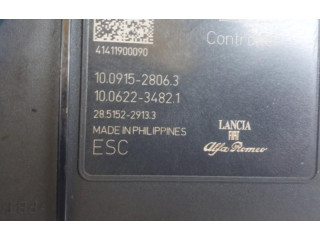 41411900090
Contro
10.0915-2806.3
10.0622-3482.1
28.5152-2913.3
MADE IN PHILIPPINES
ESC
LANCIA
FIAT
Alfa Romeo